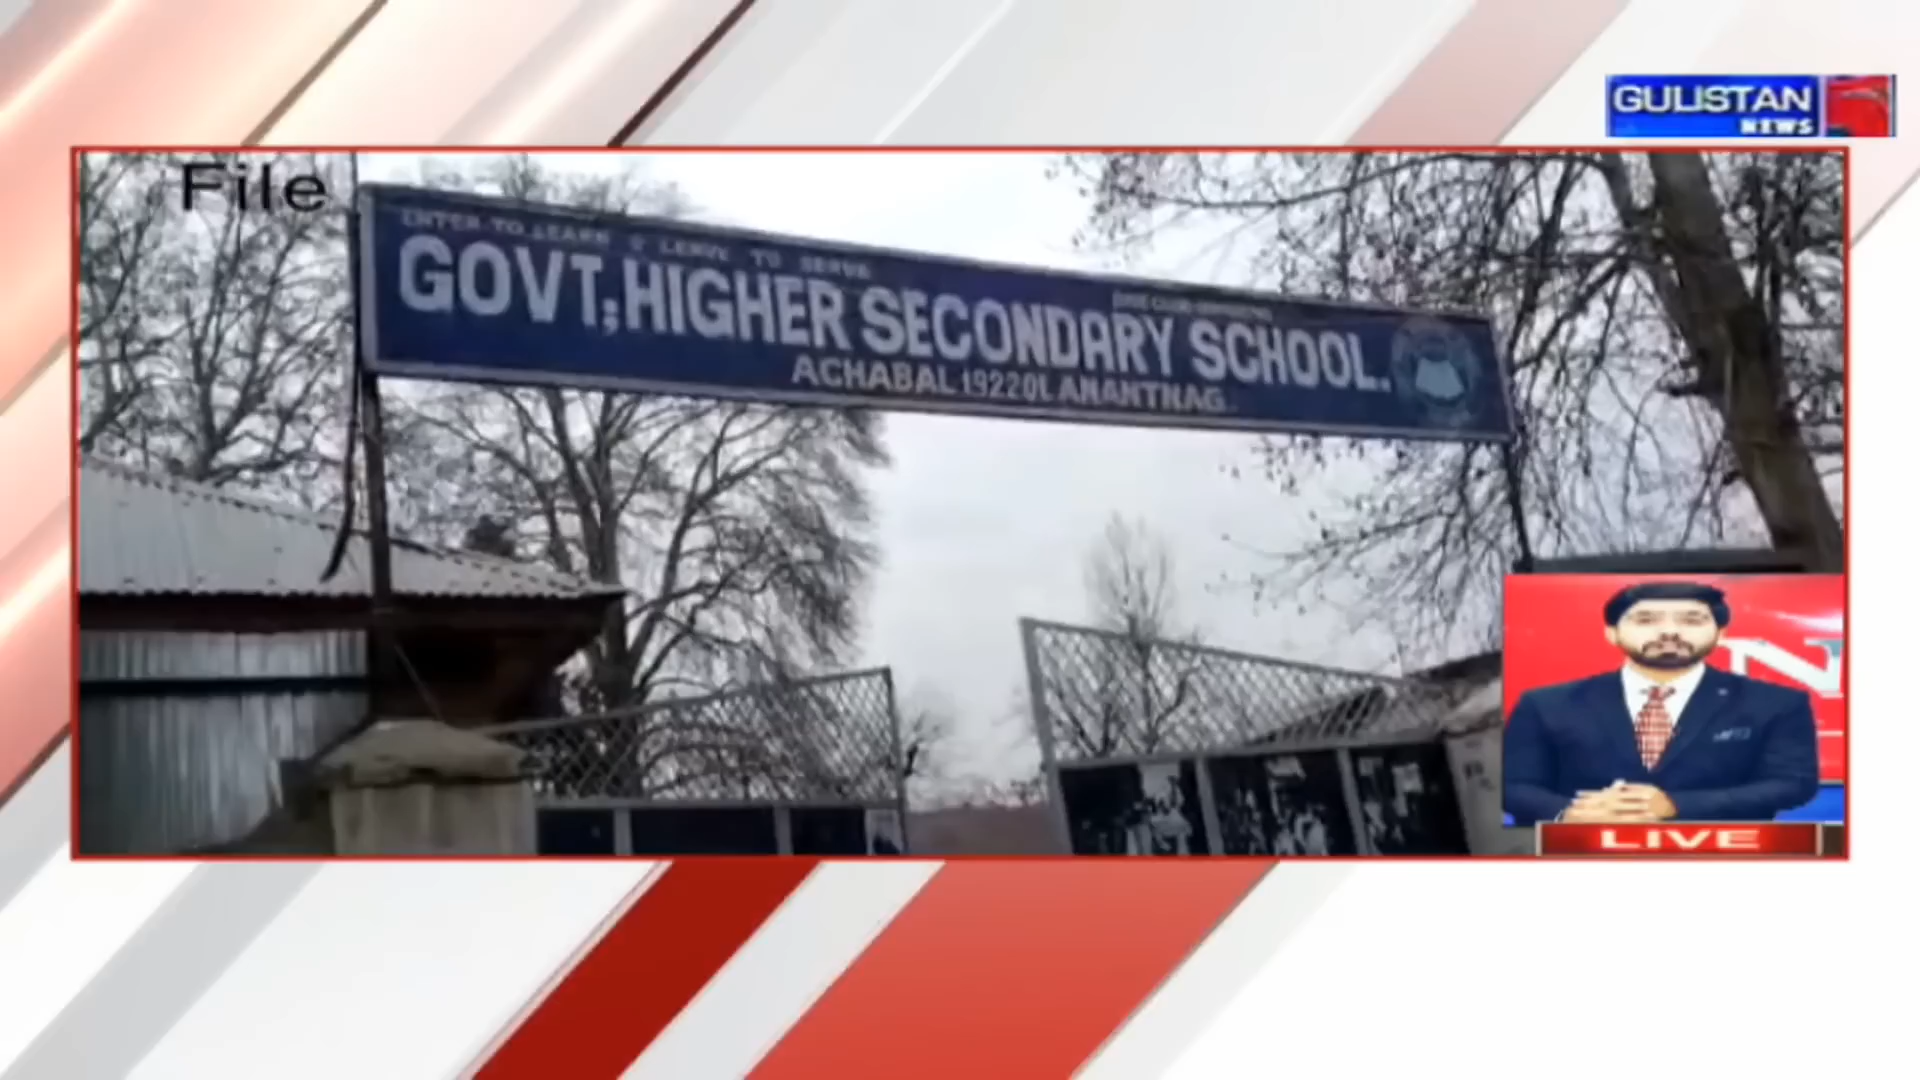 GULISTAN
NEWS
File
ENTER TO LEARN & LEAVE TO SERVE
GOVT;HIGHER SECONDARY SCHOOL.
ACHABAL 192201 ANANTNAG
N
LIVE